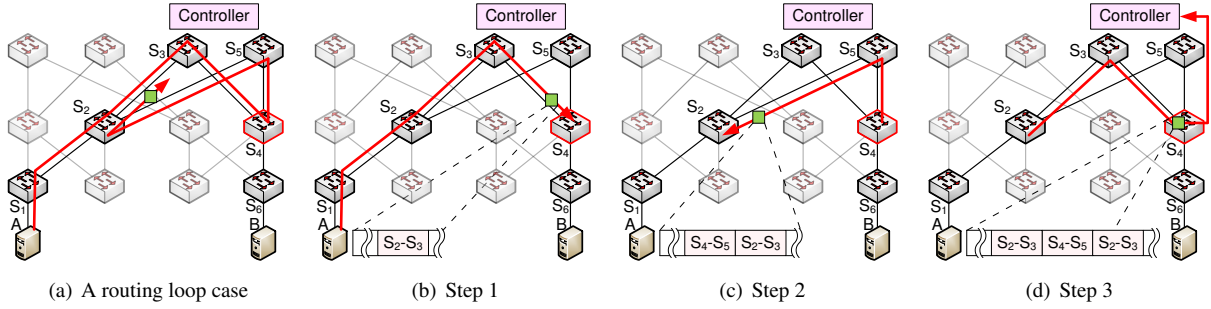 Controller
S3
S5
S2
S4
S1
S6
A
B
(a) A routing loop case
Controller
S3
S5
S2
S4
S1
S6
A
B
S2-S3
(b) Step 1
Controller
S3
S5
S2
S4
S1
S6
A
B
S4-S5 S2-S3
(c) Step 2
Controller
S3
S5
S2
S4
S1
S6
A
B
S2-S3 S4-S5 S2-S3
(d) Step 3